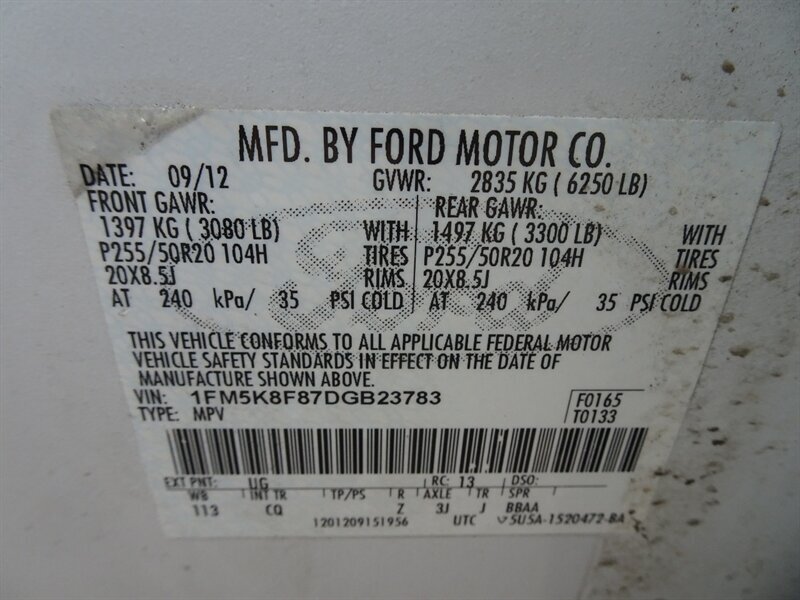 MFD. BY FORD MOTOR CO.
DATE: 09/12 GVWR: 2835 KG ( 6250 LB)
FRONT GAWR: REAR GAWR:
1397 KG ( 3080 LB) WITH 1497 KG ( 3300 LB) WITH
P255/50R20 104H TIRES P255/50R20 104H TIRES
20X8.5J RIMS 20X8.5J RIMS
AT 240 kPa/ 35 PSI COLD AT 240 kPa/ 35 PSI COLD
Ford
THIS VEHICLE CONFORMS TO ALL APPLICABLE FEDERAL MOTOR
VEHICLE SAFETY STANDARDS IN EFFECT ON THE DATE OF
MANUFACTURE SHOWN ABOVE.
VIN: 1FM5K8F87DGB23783 F0165
TYPE: MPV T0133
EXT PNT: UG RC: 13 DSO:
WB INT TR TP/PS R AXLE TR SPR
113 CQ Z 3J J BBAA
1201209151956 UTC 5U5A-1520472-BA